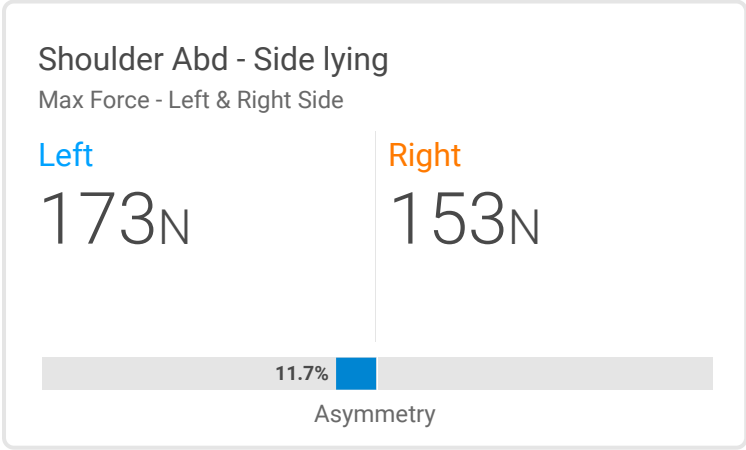 Shoulder Abd - Side lying
Max Force - Left & Right Side
Left
173N
Right
153N
11.7%
Asymmetry